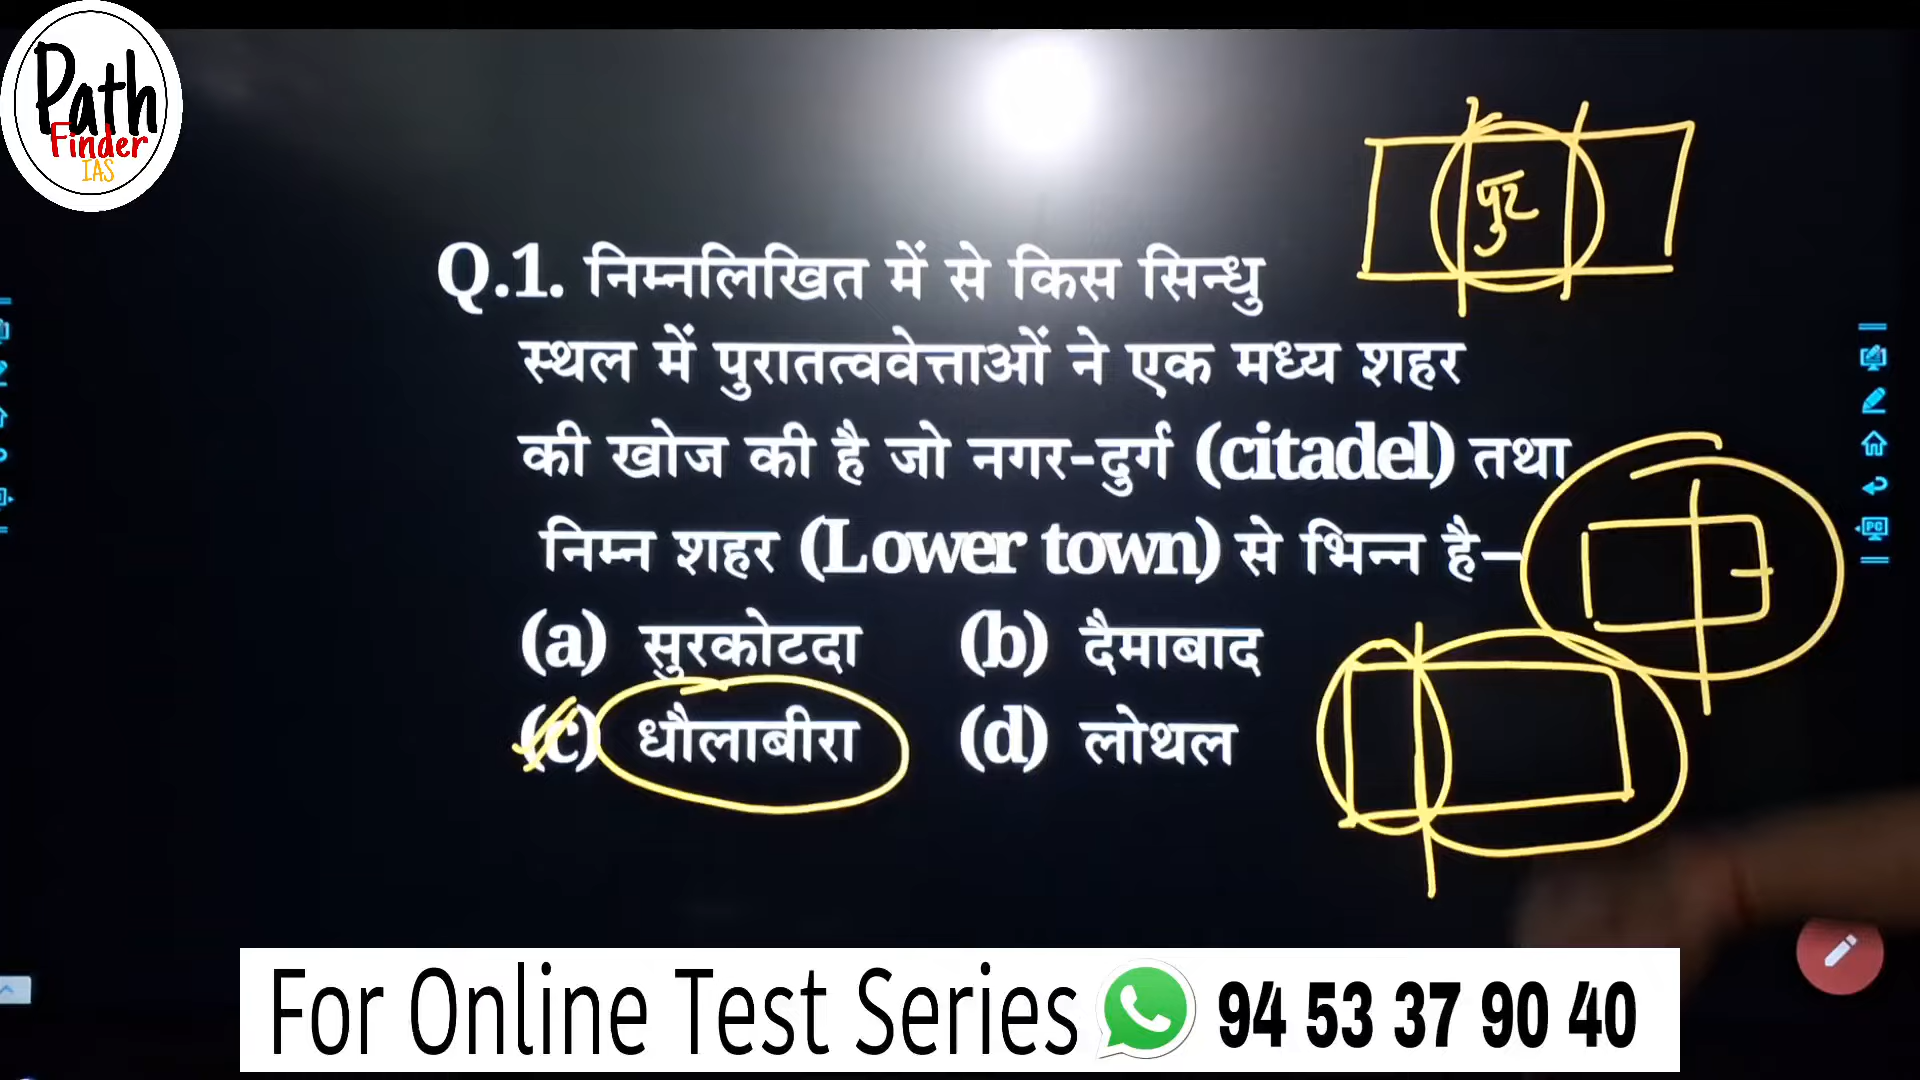 Path
Finder
IAS
पुर
Q.1. निम्नलिखित में से किस सिन्धु
स्थल में पुरातत्ववेत्ताओं ने एक मध्य शहर
की खोज की है जो नगर-दुर्ग (citadel) तथा
निम्न शहर (Lower town) से भिन्न है–
(a) सुरकोटदा (b) दैमाबाद
(c) धौलाबीरा (d) लोथल
PC
For Online Test Series 94 53 37 90 40